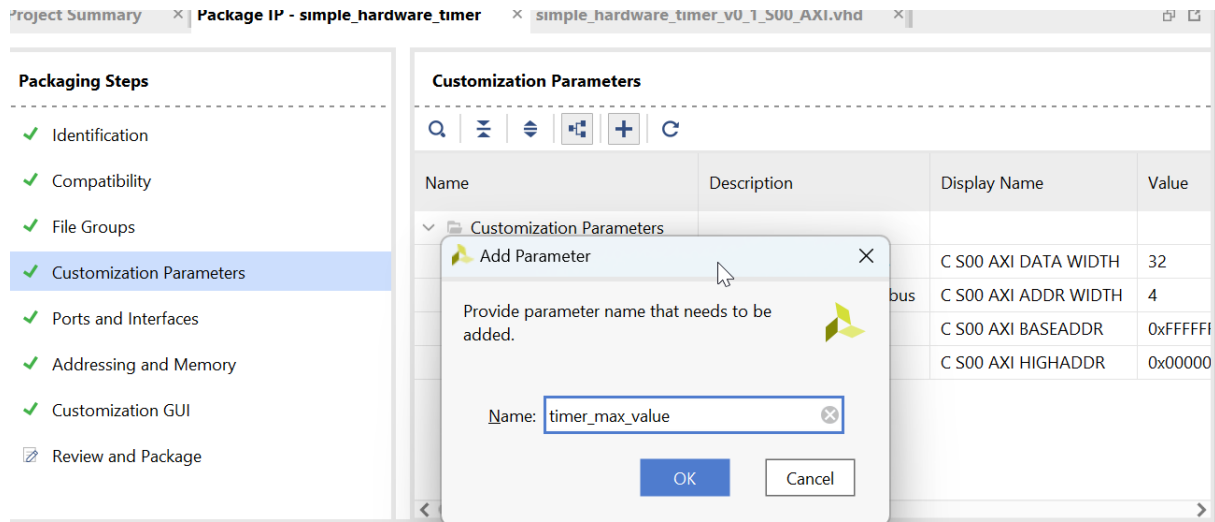 Project Summary × Package IP - simple_hardware_timer × simple_hardware_timer_v0_1_S00_AXI.vhd ×
Packaging Steps
Identification
Compatibility
File Groups
Customization Parameters
Ports and Interfaces
Addressing and Memory
Customization GUI
Review and Package
Customization Parameters
Name Description Display Name Value
Customization Parameters
C S00 AXI DATA WIDTH 32
bus C S00 AXI ADDR WIDTH 4
C S00 AXI BASEADDR 0xFFFFFF
C S00 AXI HIGHADDR 0x00000
Add Parameter
Provide parameter name that needs to be
added.
Name: timer_max_value
OK Cancel